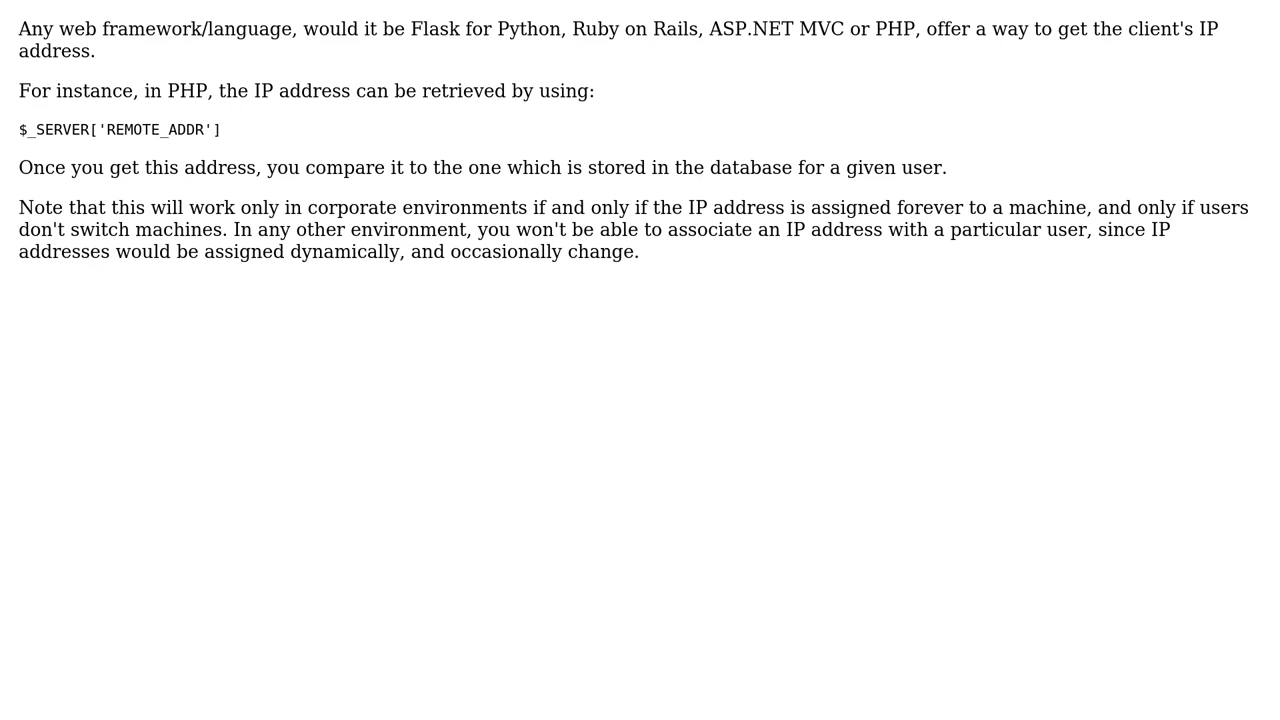 Any web framework/language, would it be Flask for Python, Ruby on Rails, ASP.NET MVC or PHP, offer a way to get the client's IP
address.
For instance, in PHP, the IP address can be retrieved by using:
$_SERVER['REMOTE_ADDR']
Once you get this address, you compare it to the one which is stored in the database for a given user.
Note that this will work only in corporate environments if and only if the IP address is assigned forever to a machine, and only if users
don't switch machines. In any other environment, you won't be able to associate an IP address with a particular user, since IP
addresses would be assigned dynamically, and occasionally change.